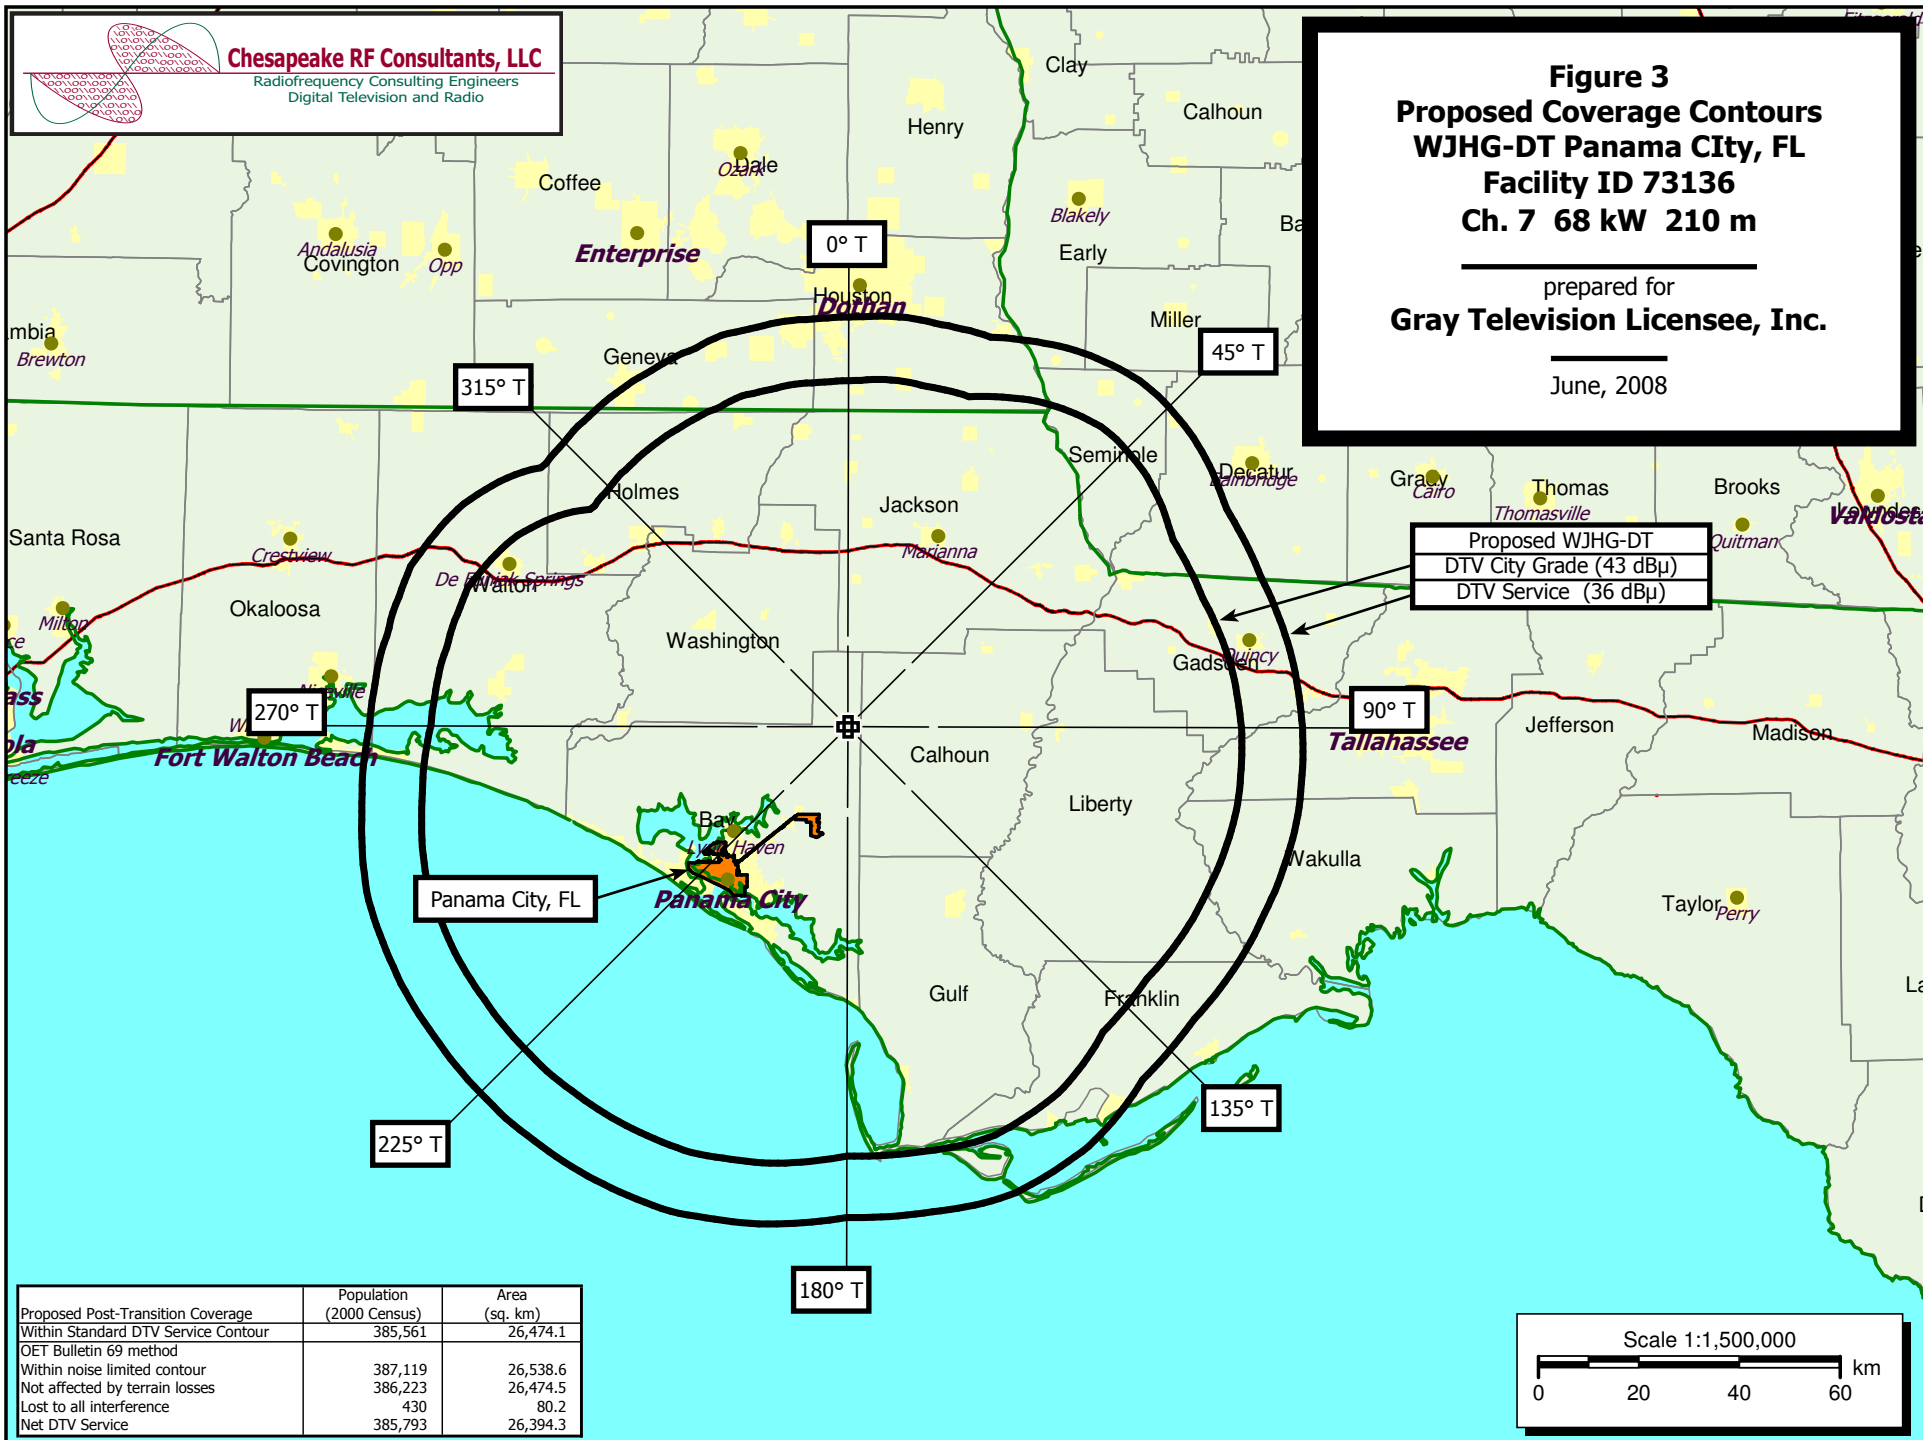 Chesapeake RF Consultants, LLC
Radiofrequency Consulting Engineers
Digital Television and Radio
Figure 3
Proposed Coverage Contours
WJHG-DT Panama CIty, FL
Facility ID 73136
Ch. 7 68 kW 210 m
prepared for
Gray Television Licensee, Inc.
June, 2008
Clay
Calhoun
Henry
Dale
Ozark
Coffee
Blakely
Early
Andalusia
Covington
Opp
Enterprise
0° T
Houston
Dothan
Miller
mbia
Brewton
Geneva
45° T
315° T
Seminole
Decatur
Bainbridge
Grady
Cairo
Thomas
Thomasville
Brooks
Lowndes
Valdosta
Quitman
Holmes
Jackson
Marianna
Santa Rosa
Crestview
De Funiak Springs
Walton
Proposed WJHG-DT
DTV City Grade (43 dBµ)
DTV Service (36 dBµ)
Okaloosa
Milton
ce
Washington
Gadsden
Quincy
Niceville
ass
270° T
W
90° T
Tallahassee
Jefferson
Madison
ola
Fort Walton Beach
eeze
Calhoun
Liberty
Bay
Lynn Haven
Wakulla
Panama City, FL
Panama City
Taylor
Perry
Gulf
Franklin
La
225° T
135° T
180° T
Proposed Post-Transition Coverage Population (2000 Census) Area (sq. km)
Within Standard DTV Service Contour 385,561 26,474.1
OET Bulletin 69 method
Within noise limited contour 387,119 26,538.6
Not affected by terrain losses 386,223 26,474.5
Lost to all interference 430 80.2
Net DTV Service 385,793 26,394.3
Scale 1:1,500,000
km
0 20 40 60